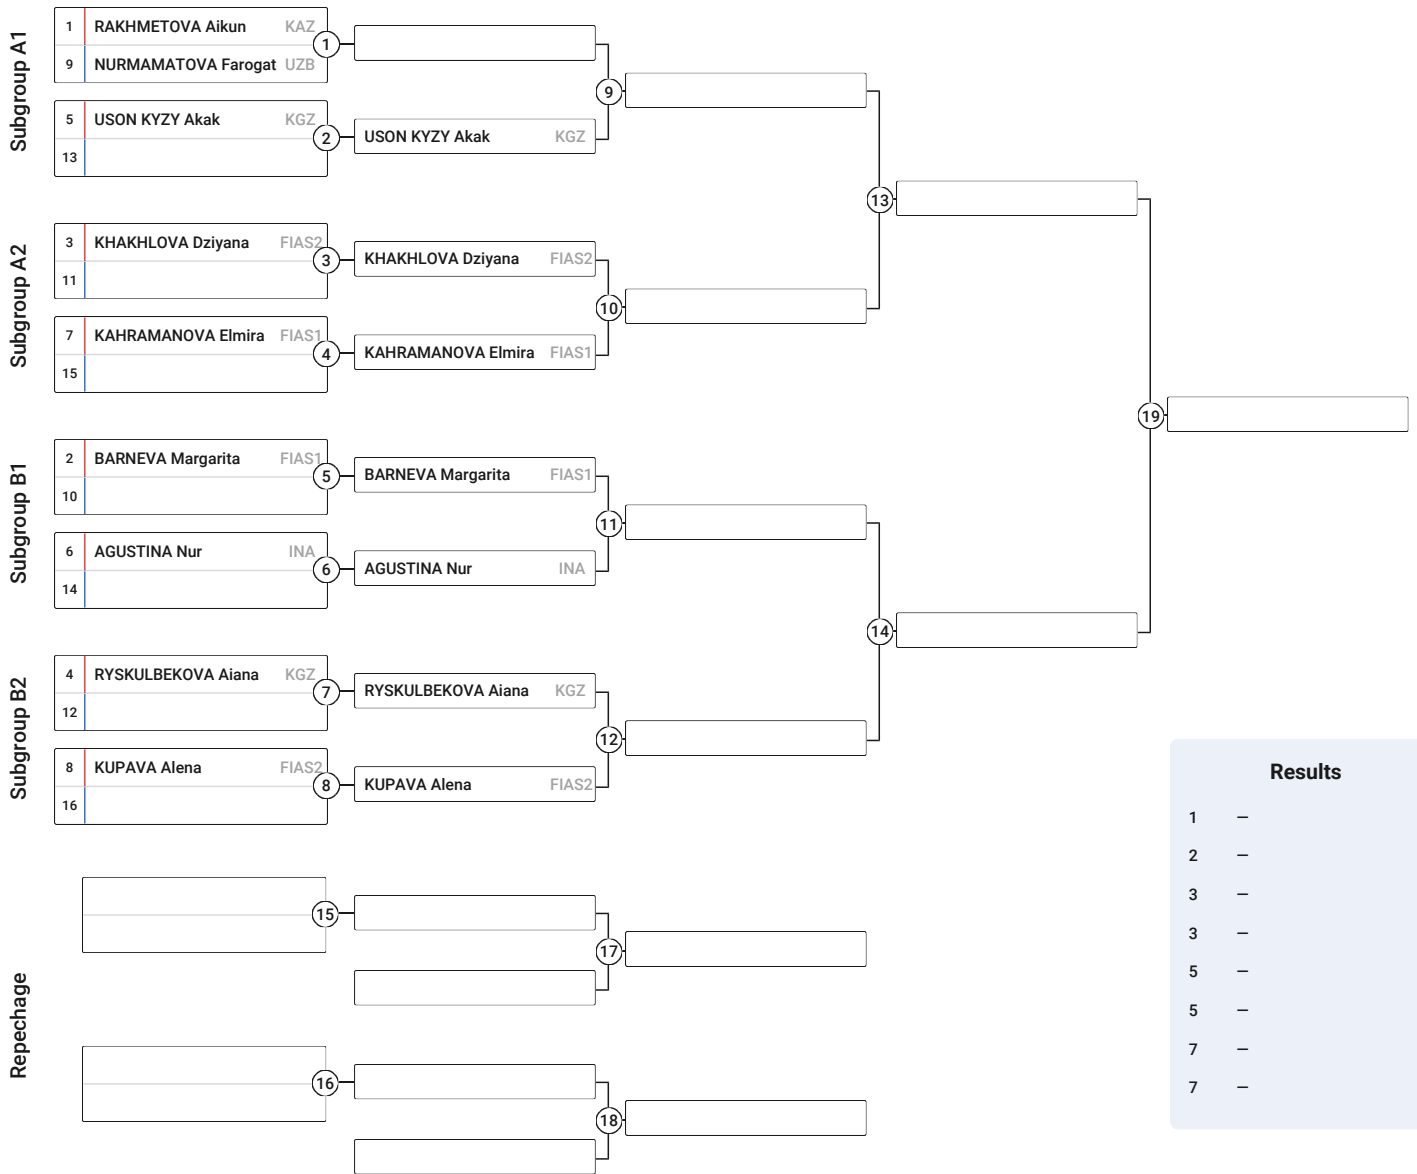 Subgroup A1
1 RAKHMETOVA Aikun KAZ
9 NURMAMATOVA Farogat UZB
1
5 USON KYZY Akak KGZ
13
2
USON KYZY Akak KGZ
9
Subgroup A2
3 KHAKHLOVA Dziyana FIAS2
11
3
KHAKHLOVA Dziyana FIAS2
7 KAHRAMANOVA Elmira FIAS1
15
4
KAHRAMANOVA Elmira FIAS1
10
13
Subgroup B1
2 BARNEVA Margarita FIAS1
10
5
BARNEVA Margarita FIAS1
6 AGUSTINA Nur INA
14
6
AGUSTINA Nur INA
11
Subgroup B2
4 RYSKULBEKOVA Aiana KGZ
12
7
RYSKULBEKOVA Aiana KGZ
8 KUPAVA Alena FIAS2
16
8
KUPAVA Alena FIAS2
12
14
19
Repechage
15
17
16
18
Results
1 –
2 –
3 –
3 –
5 –
5 –
7 –
7 –